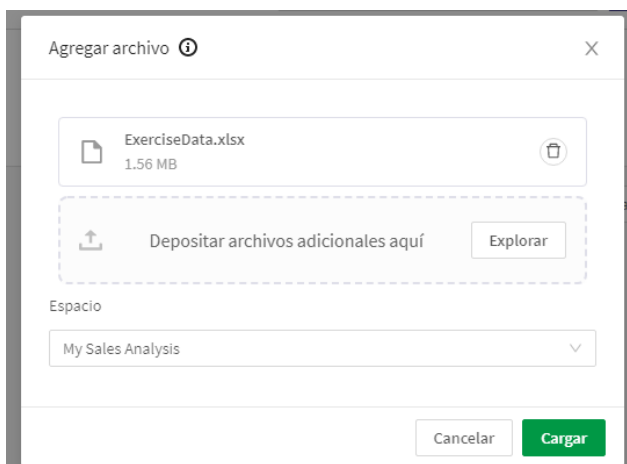 Agregar archivo
ExerciseData.xlsx
1.56 MB
Depositar archivos adicionales aquí
Explorar
Espacio
My Sales Analysis
Cancelar
Cargar